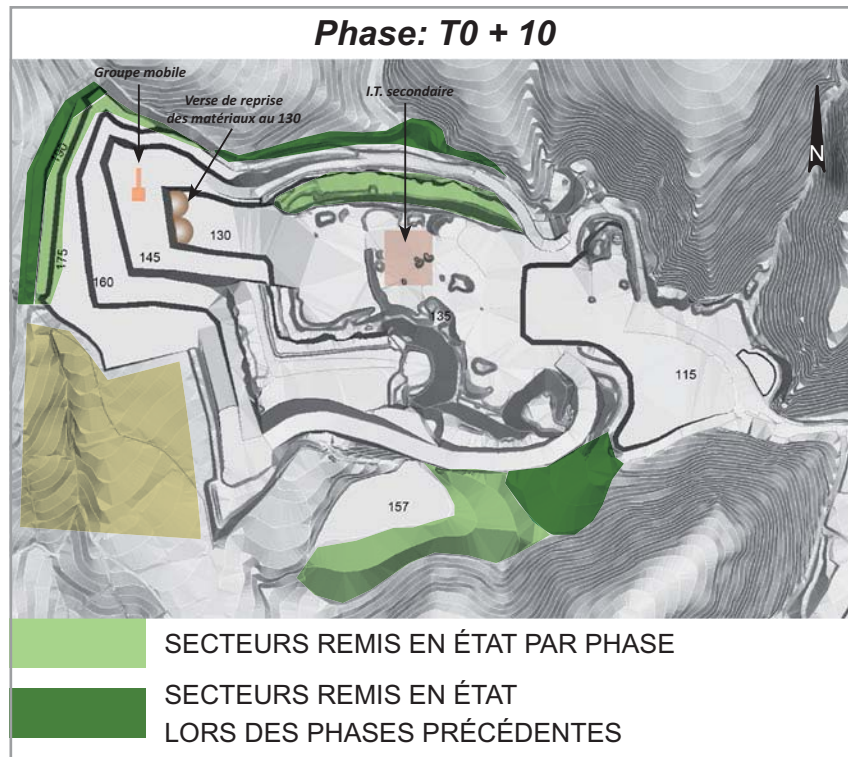 Phase: T0 + 10
Groupe mobile
Verse de reprise
des matériaux au 130
I.T. secondaire
N
190
175
160
145
130
135
115
157
SECTEURS REMIS EN ÉTAT PAR PHASE
SECTEURS REMIS EN ÉTAT
LORS DES PHASES PRÉCÉDENTES